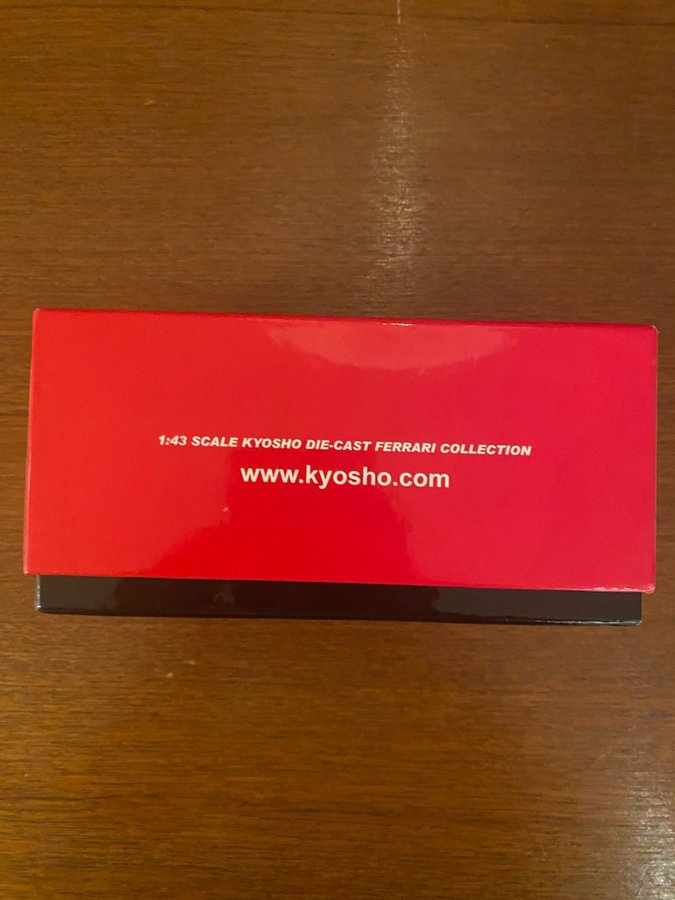 1:43 SCALE KYOSHO DIE-CAST FERRARI COLLECTION
www.kyosho.com